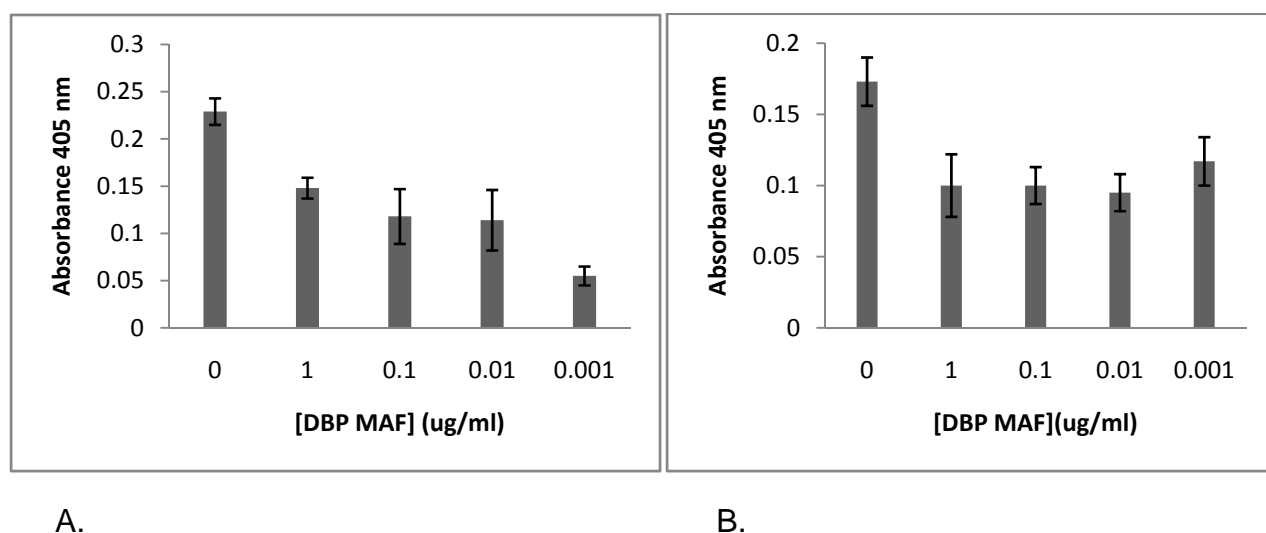 0.3
0.25
0.2
0.15
0.1
0.05
0
Absorbance 405 nm
0 1 0.1 0.01 0.001
[DBP MAF] (ug/ml)
A.
0.2
0.15
0.1
0.05
0
Absorbance 405 nm
0 1 0.1 0.01 0.001
[DBP MAF](ug/ml)
B.